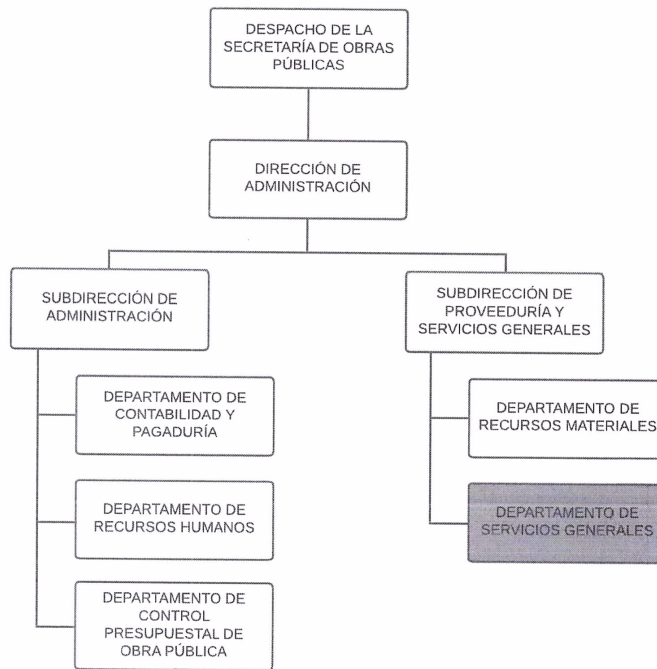 DESPACHO DE LA
SECRETARÍA DE OBRAS
PÚBLICAS
DIRECCIÓN DE
ADMINISTRACIÓN
SUBDIRECCIÓN DE
ADMINISTRACIÓN
SUBDIRECCIÓN DE
PROVEEDURÍA Y
SERVICIOS GENERALES
DEPARTAMENTO DE
CONTABILIDAD Y
PAGADURÍA
DEPARTAMENTO DE
RECURSOS HUMANOS
DEPARTAMENTO DE
CONTROL
PRESUPUESTAL DE
OBRA PÚBLICA
DEPARTAMENTO DE
RECURSOS MATERIALES
DEPARTAMENTO DE
SERVICIOS GENERALES